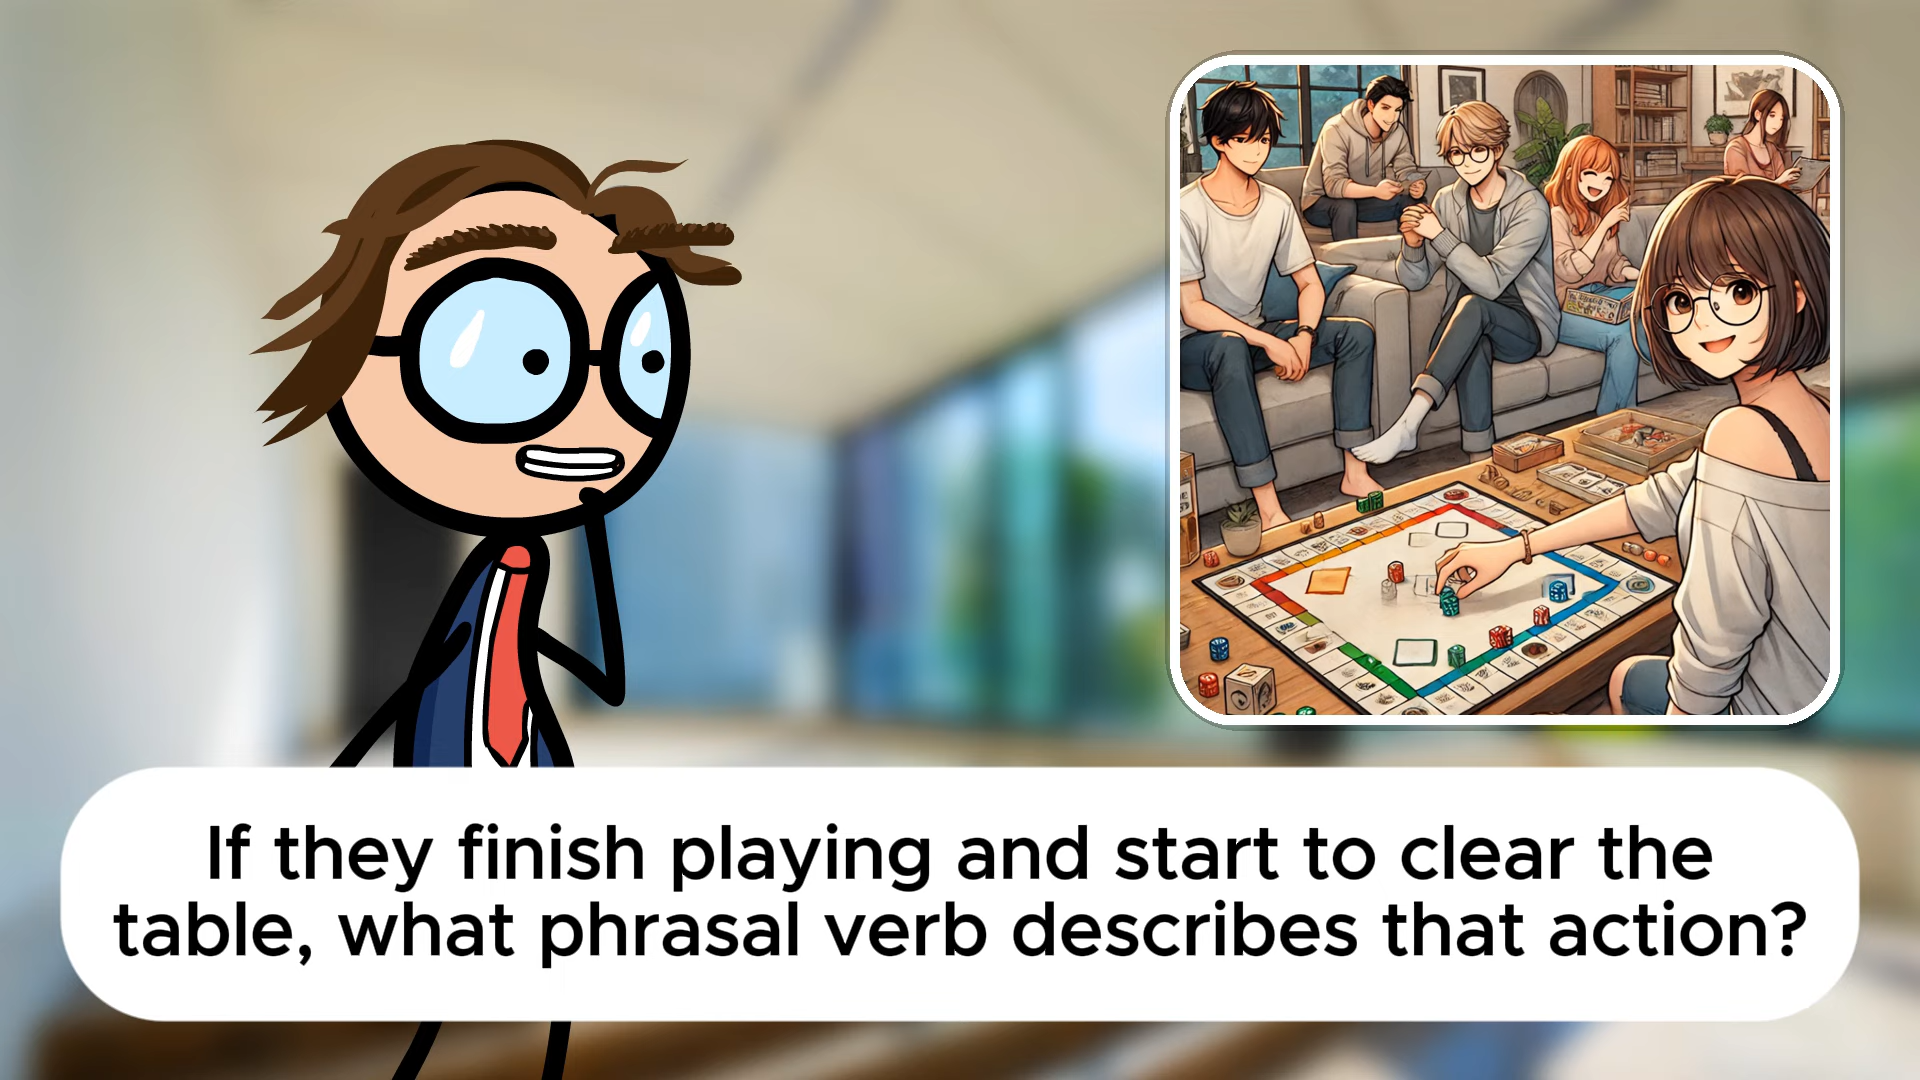 If they finish playing and start to clear the
table, what phrasal verb describes that action?